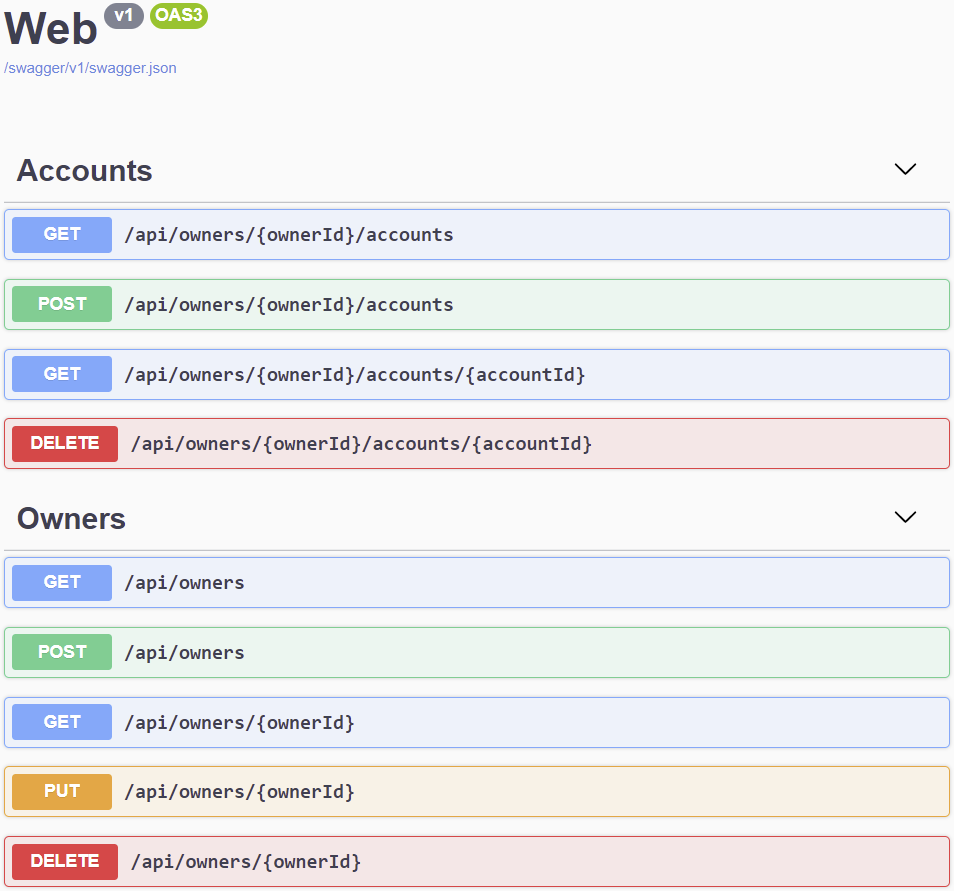 Web v1 OAS3
/swagger/v1/swagger.json
Accounts
GET /api/owners/{ownerId}/accounts
POST /api/owners/{ownerId}/accounts
GET /api/owners/{ownerId}/accounts/{accountId}
DELETE /api/owners/{ownerId}/accounts/{accountId}
Owners
GET /api/owners
POST /api/owners
GET /api/owners/{ownerId}
PUT /api/owners/{ownerId}
DELETE /api/owners/{ownerId}